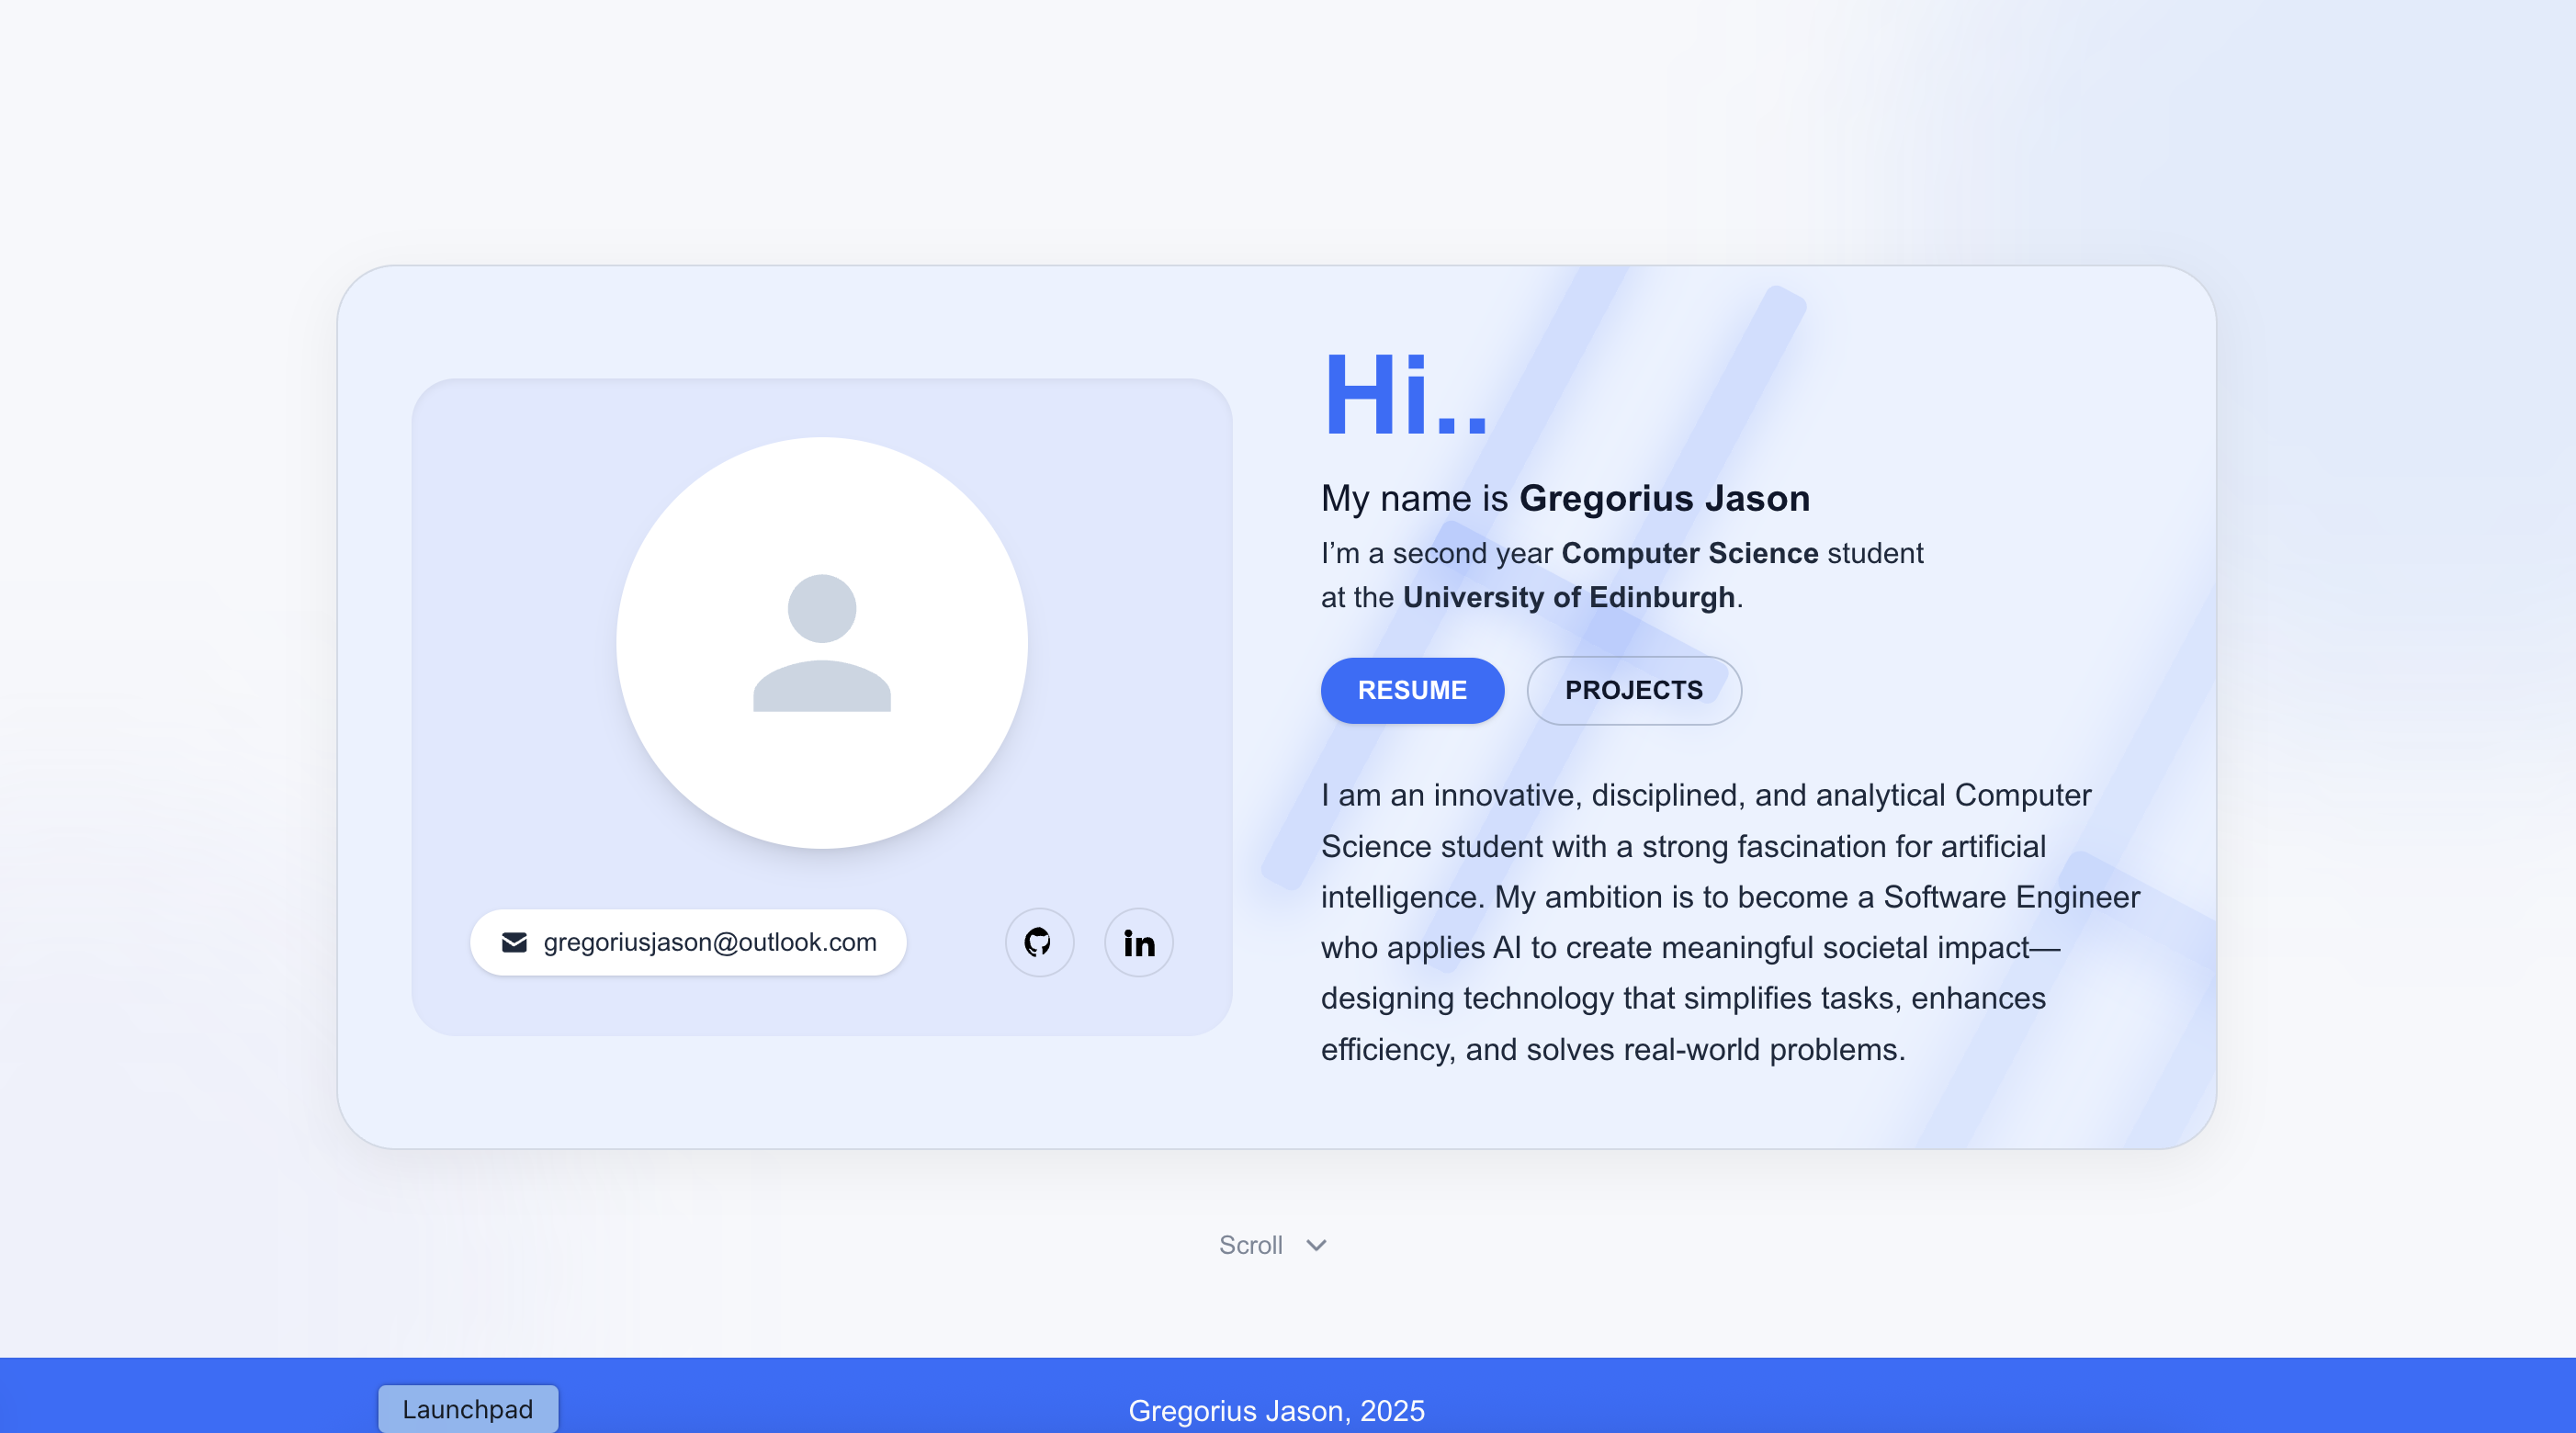 Hi..
My name is Gregorius Jason
I’m a second year Computer Science student
at the University of Edinburgh.
RESUME
PROJECTS
I am an innovative, disciplined, and analytical Computer
Science student with a strong fascination for artificial
intelligence. My ambition is to become a Software Engineer
who applies AI to create meaningful societal impact—
designing technology that simplifies tasks, enhances
efficiency, and solves real-world problems.
gregoriusjason@outlook.com
in
Scroll
Launchpad
Gregorius Jason, 2025